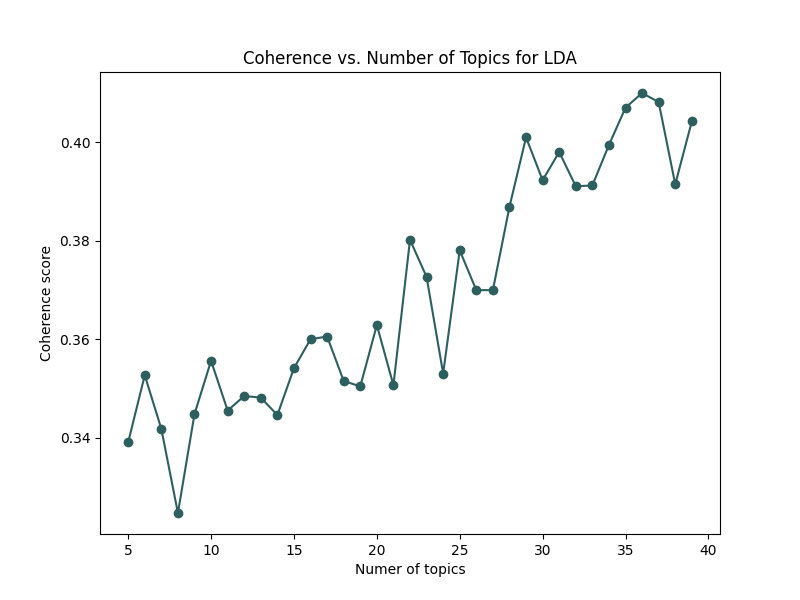 Coherence vs. Number of Topics for LDA
0.40
0.38
0.36
0.34
Coherence score
5 10 15 20 25 30 35 40
Numer of topics